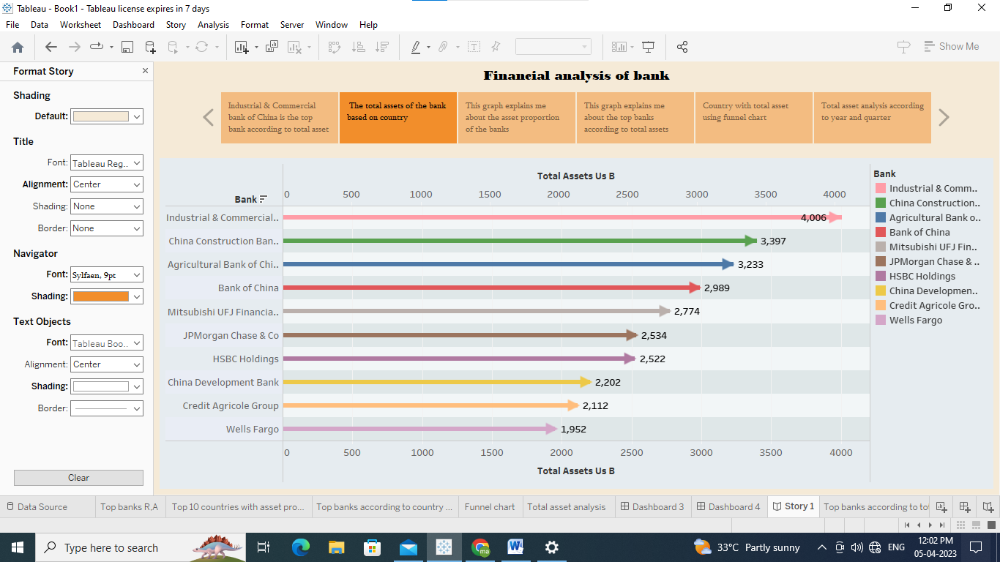 Tableau - Book1 - Tableau license expires in 7 days
File Data Worksheet Dashboard Story Analysis Format Server Window Help
Show Me
Format Story
Shading
Default:
Title
Font: Tableau Reg..
Alignment: Center
Shading: None
Border: None
Navigator
Font: Sylfaen, 9pt
Shading:
Text Objects
Font: Tableau Boo..
Alignment: Center
Shading:
Border:
Clear
Financial analysis of bank
Industrial & Commercial
bank of China is the top
bank according to total asset
The total assets of the bank
based on country
This graph explains me
about the asset proportion
of the banks
This graph explains me
about the top banks
according to total assets
Country with total asset
using funnel chart
Total asset analysis according
to year and quarter
Total Assets Us B
Bank 0 500 1000 1500 2000 2500 3000 3500 4000
Industrial & Commercial.. 4,006
China Construction Ban.. 3,397
Agricultural Bank of Chi.. 3,233
Bank of China 2,989
Mitsubishi UFJ Financia.. 2,774
JPMorgan Chase & Co 2,534
HSBC Holdings 2,522
China Development Bank 2,202
Credit Agricole Group 2,112
Wells Fargo 1,952
0 500 1000 1500 2000 2500 3000 3500 4000
Total Assets Us B
Bank
Industrial & Comm..
China Construction..
Agricultural Bank o..
Bank of China
Mitsubishi UFJ Fin..
JPMorgan Chase & ..
HSBC Holdings
China Developmen..
Credit Agricole Gro..
Wells Fargo
Data Source Top banks R.A Top 10 countries with asset pro... Top banks according to country ... Funnel chart Total asset analysis Dashboard 3 Dashboard 4 Story 1 Top banks according to tot
Type here to search
W
ma
33°C Partly sunny
ENG
12:02 PM
05-04-2023